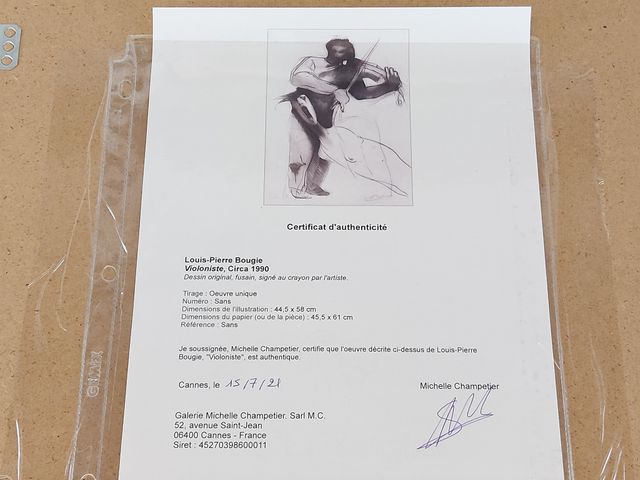 Certificat d'authenticité
Louis-Pierre Bougie
Violoniste, Circa 1990
Dessin original, fusain, signé au crayon par l'artiste.
Tirage : Oeuvre unique
Numéro : Sans
Dimensions de l'illustration : 44,5 x 58 cm
Dimensions du papier (ou de la pièce) : 45,5 x 61 cm
Référence : Sans
Je soussignée, Michelle Champetier, certifie que l'oeuvre décrite ci-dessus de Louis-Pierre
Bougie, "Violoniste", est authentique.
Cannes, le 15/7/21
Michelle Champetier
Galerie Michelle Champetier. Sarl M.C.
52, avenue Saint-Jean
06400 Cannes - France
Siret : 45270398600011